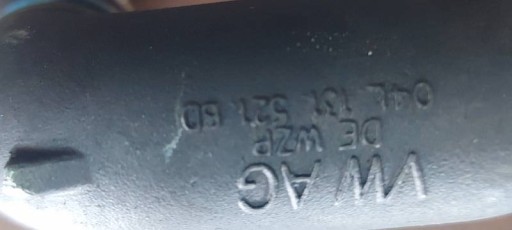 VW AG
DE WZP
04L. 131. 521. BD